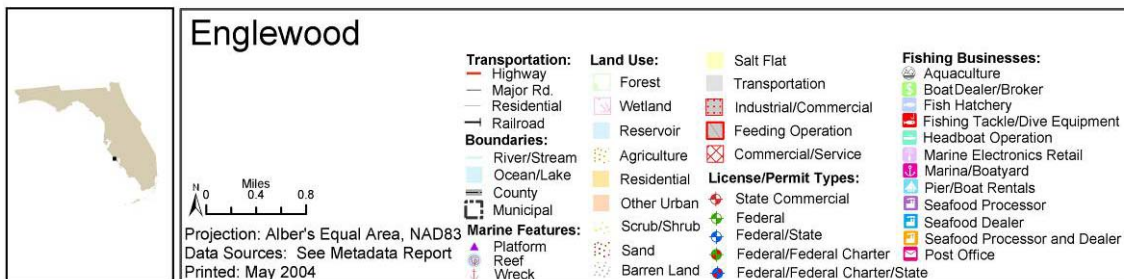 Englewood
N
Miles
0 0.4 0.8
Projection: Alber's Equal Area, NAD83
Data Sources: See Metadata Report
Printed: May 2004
Transportation:
Highway
Major Rd.
Residential
Railroad
Boundaries:
River/Stream
Ocean/Lake
County
Municipal
Marine Features:
Platform
Reef
Wreck
Land Use:
Forest
Wetland
Reservoir
Agriculture
Residential
Other Urban
Scrub/Shrub
Sand
Barren Land
Salt Flat
Transportation
Industrial/Commercial
Feeding Operation
Commercial/Service
License/Permit Types:
State Commercial
Federal
Federal/State
Federal/Federal Charter
Federal/Federal Charter/State
Fishing Businesses:
Aquaculture
BoatDealer/Broker
Fish Hatchery
Fishing Tackle/Dive Equipment
Headboat Operation
Marine Electronics Retail
Marina/Boatyard
Pier/Boat Rentals
Seafood Processor
Seafood Dealer
Seafood Processor and Dealer
Post Office